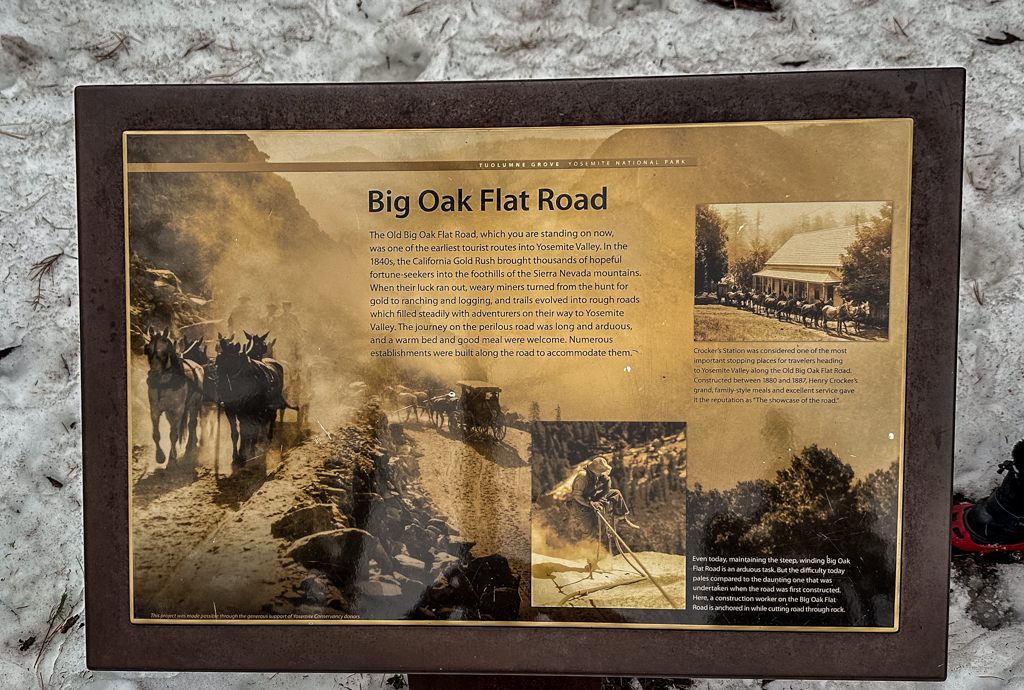 TUOLUMNE GROVE YOSEMITE NATIONAL PARK
Big Oak Flat Road
The Old Big Oak Flat Road, which you are standing on now,
was one of the earliest tourist routes into Yosemite Valley. In the
1840s, the California Gold Rush brought thousands of hopeful
fortune-seekers into the foothills of the Sierra Nevada mountains.
When their luck ran out, weary miners turned from the hunt for
gold to ranching and logging, and trails evolved into rough roads
which filled steadily with adventurers on their way to Yosemite
Valley. The journey on the perilous road was long and arduous,
and a warm bed and good meal were welcome. Numerous
establishments were built along the road to accommodate them.
Crocker's Station was considered one of the most
important stopping places for travelers heading
to Yosemite Valley along the Old Big Oak Flat Road.
Constructed between 1880 and 1887, Henry Crocker's
grand, family-style meals and excellent service gave
it the reputation as "The showcase of the road."
Even today, maintaining the steep, winding Big Oak
Flat Road is an arduous task. But the difficulty today
pales compared to the daunting one that was
undertaken when the road was first constructed.
Here, a construction worker on the Big Oak Flat
Road is anchored in while cutting road through rock.
This project was made possible through the generous support of Yosemite Conservancy donors